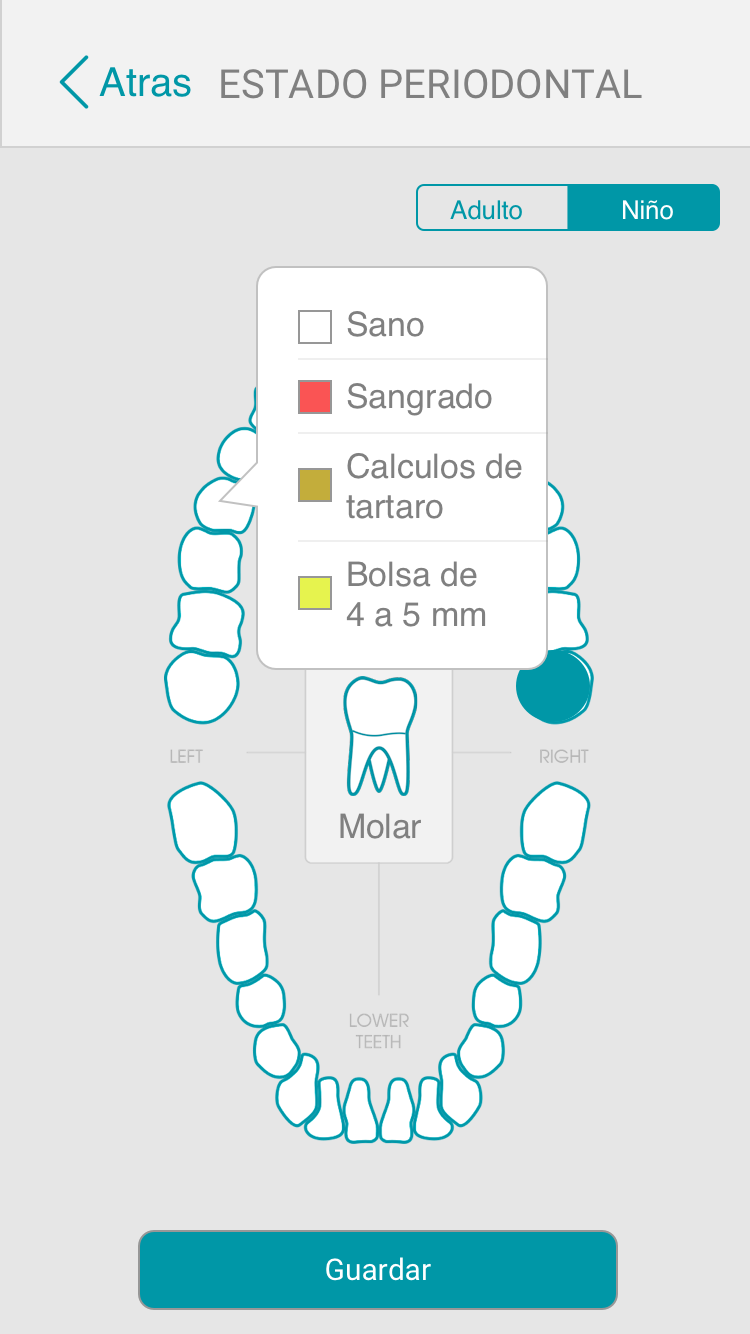 Atras ESTADO PERIODONTAL
Adulto Niño
Sano
Sangrado
Calculos de
tartaro
Bolsa de
4 a 5 mm
LEFT
RIGHT
Molar
LOWER
TEETH
Guardar